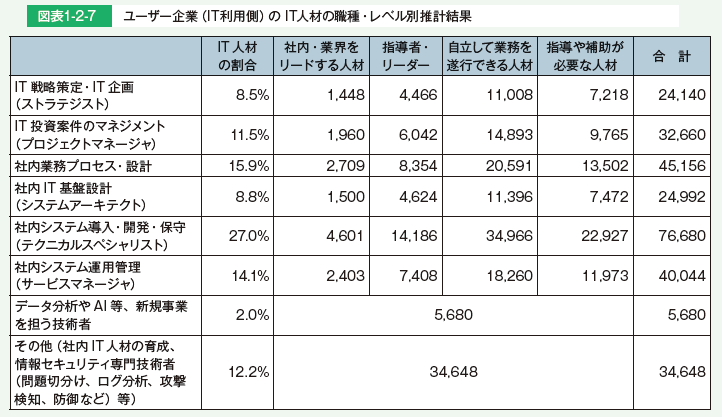 図表1-2-7 ユーザー企業（IT利用側）の IT人材の職種・レベル別推計結果
IT 人材
の割合
社内・業界を
リードする人材
指導者・
リーダー
自立して業務を
遂行できる人材
指導や補助が
必要な人材
合 計
IT 戦略策定・IT 企画
（ストラテジスト）
8.5% 1,448 4,466 11,008 7,218 24,140
IT 投資案件のマネジメント
（プロジェクトマネージャ）
11.5% 1,960 6,042 14,893 9,765 32,660
社内業務プロセス・設計 15.9% 2,709 8,354 20,591 13,502 45,156
社内 IT 基盤設計
（システムアーキテクト）
8.8% 1,500 4,624 11,396 7,472 24,992
社内システム導入・開発・保守
（テクニカルスペシャリスト）
27.0% 4,601 14,186 34,966 22,927 76,680
社内システム運用管理
（サービスマネージャ）
14.1% 2,403 7,408 18,260 11,973 40,044
データ分析や AI 等、新規事業
を担う技術者
2.0% 5,680 5,680
その他（社内 IT 人材の育成、
情報セキュリティ専門技術者
（問題切分け、ログ分析、攻撃
検知、防御など）等）
12.2% 34,648 34,648